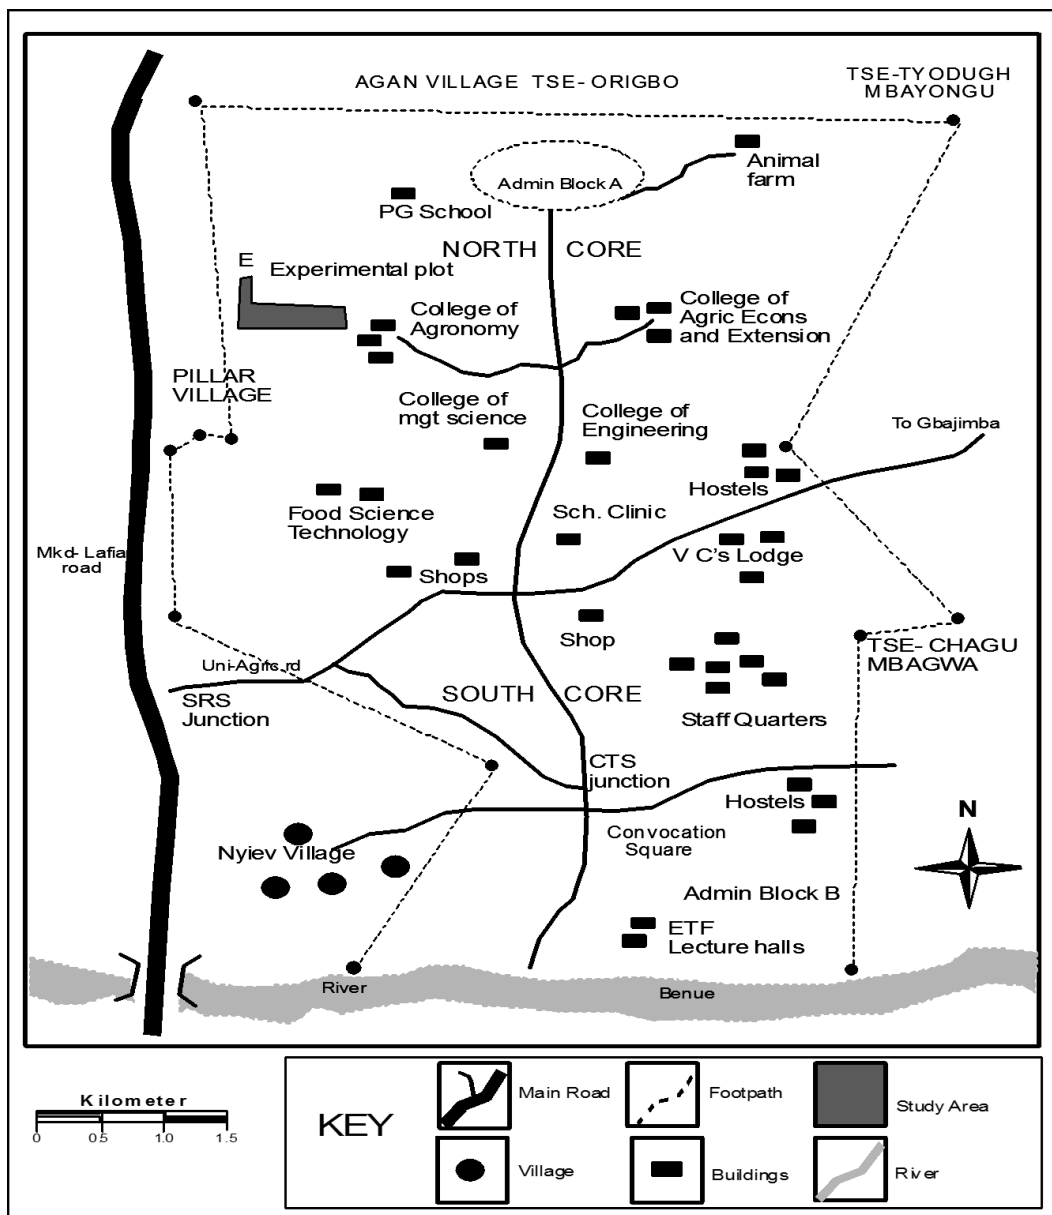 AGAN VILLAGE TSE- ORIGBO
TSE-TYODUGH
MBAYONGU
Admin Block A
Animal
farm
PG School
NORTH CORE
E
Experimental plot
College of
Agronomy
College of
Agric Econs
and Extension
PILLAR
VILLAGE
College of
mgt science
College of
Engineering
To Gbajimba
Hostels
Food Science
Technology
Sch. Clinic
Mkd- Lafia
road
V C's Lodge
Shops
Shop
TSE- CHAGU
MBAGWA
Uni-Agric.rd
SRS
Junction
SOUTH CORE
Staff Quarters
CTS
junction
Hostels
N
Convocation
Square
Nyiev Village
Admin Block B
ETF
Lecture halls
River
Benue
Kilometer
0 0.5 1.0 1.5
KEY
Main Road
Footpath
Study Area
Village
Buildings
River